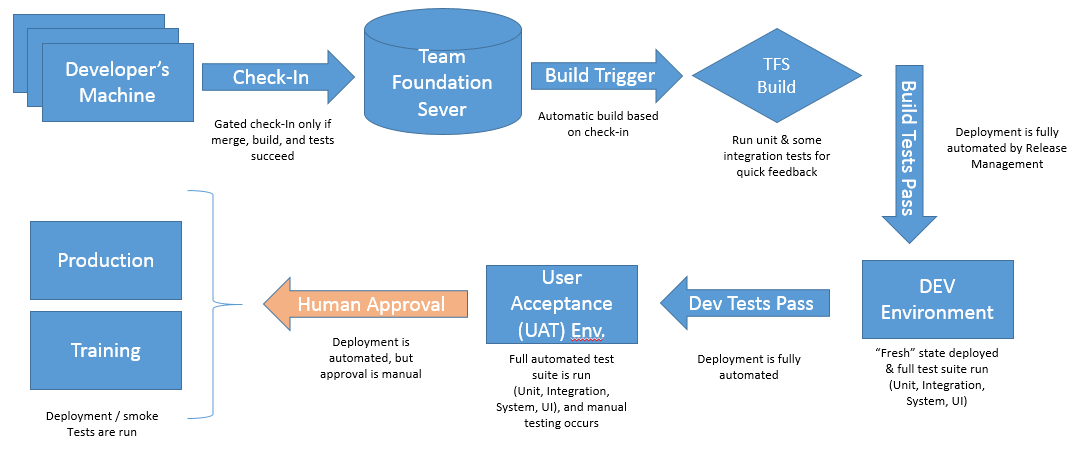 Developer's
Machine
Check-In
Gated check-In only if
merge, build, and tests
succeed
Team
Foundation
Sever
Build Trigger
Automatic build based
on check-in
TFS
Build
Run unit & some
integration tests for
quick feedback
Build Tests Pass
Deployment is fully
automated by Release
Management
DEV
Environment
“Fresh” state deployed
& full test suite run
(Unit, Integration,
System, UI)
Dev Tests Pass
Deployment is fully
automated
User
Acceptance
(UAT) Env.
Full automated test
suite is run
(Unit, Integration,
System, UI), and manual
testing occurs
Human Approval
Deployment is
automated, but
approval is manual
Production
Training
Deployment / smoke
Tests are run